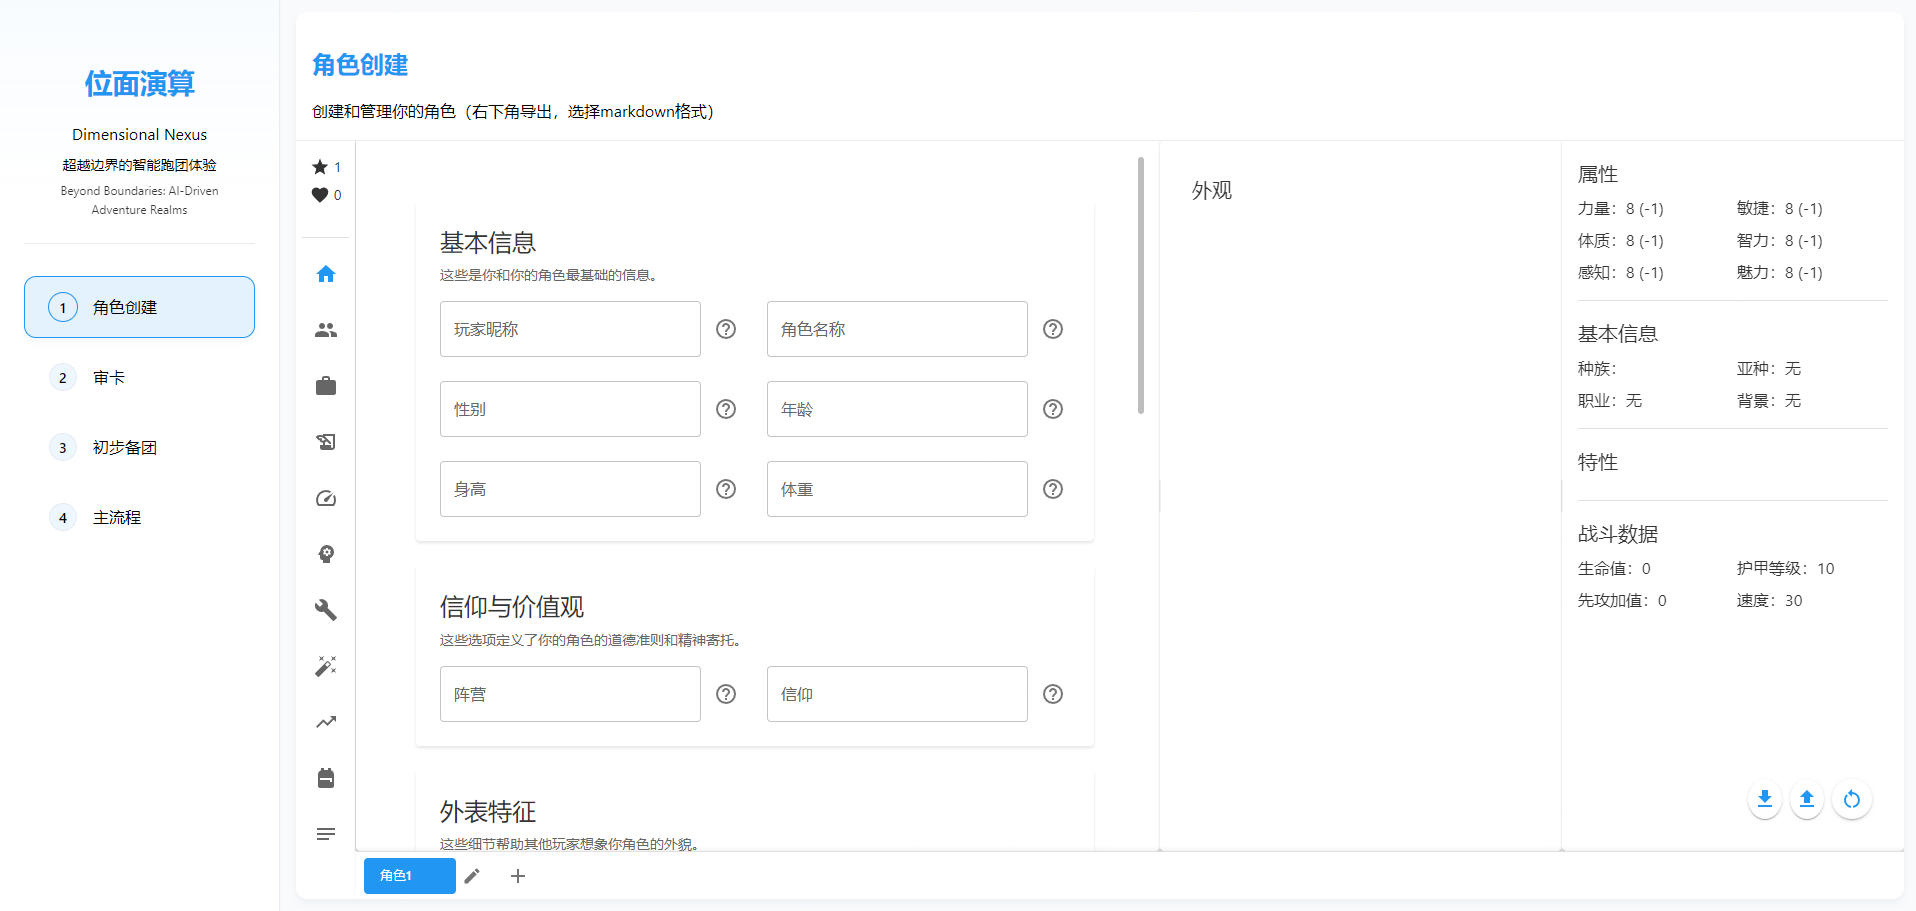 位面演算
Dimensional Nexus
超越边界的智能跑团体验
Beyond Boundaries: AI-Driven
Adventure Realms
1 角色创建
2 审卡
3 初步备团
4 主流程
角色创建
创建和管理你的角色（右下角导出，选择markdown格式）
1
0
基本信息
这些是你和你的角色最基础的信息。
玩家昵称 角色名称
性别 年龄
身高 体重
信仰与价值观
这些选项定义了你的角色的道德准则和精神寄托。
阵营 信仰
外表特征
这些细节帮助其他玩家想象你角色的外貌。
角色1
外观
属性
力量：8 (-1) 敏捷：8 (-1)
体质：8 (-1) 智力：8 (-1)
感知：8 (-1) 魅力：8 (-1)
基本信息
种族： 亚种：无
职业：无 背景：无
特性
战斗数据
生命值：0 护甲等级：10
先攻加值：0 速度：30